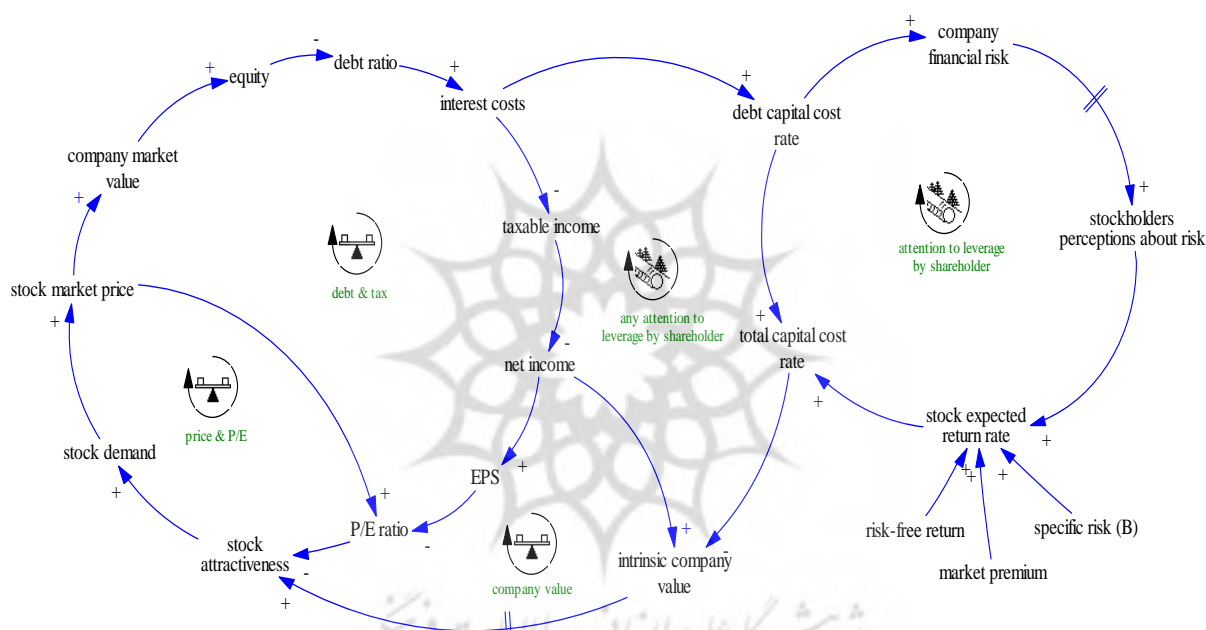 company
financial risk
debt ratio
equity
interest costs
debt capital cost
rate
company market
value
taxable income
stockholders
perceptions about risk
attention to leverage
by shareholder
stock market price
debt & tax
any attention to
leverage by shareholder
total capital cost
rate
net income
stock expected
return rate
price & P/E
stock demand
EPS
P/E ratio
risk-free return
specific risk (B)
stock
attractiveness
intrinsic company
value
market premium
company value
+
-
+
+
+
+
-
+
+
+
-
+
+
+
+
+
+
+
+
+
+
-
+
-
-
+